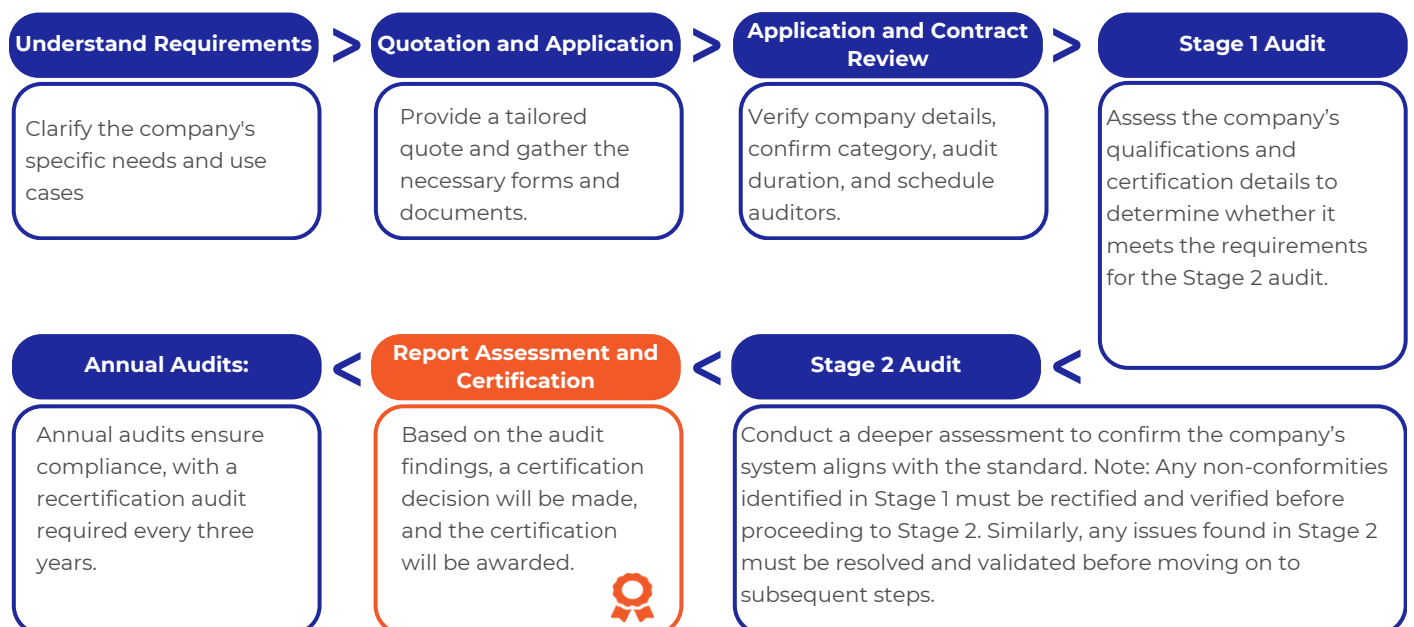 Understand Requirements
>
Quotation and Application
>
Application and Contract
Review
>
Stage 1 Audit
Clarify the company's
specific needs and use
cases
Provide a tailored
quote and gather the
necessary forms and
documents.
Verify company details,
confirm category, audit
duration, and schedule
auditors.
Assess the company’s
qualifications and
certification details to
determine whether it
meets the requirements
for the Stage 2 audit.
<
Stage 2 Audit
Conduct a deeper assessment to confirm the company’s
system aligns with the standard. Note: Any non-conformities
identified in Stage 1 must be rectified and verified before
proceeding to Stage 2. Similarly, any issues found in Stage 2
must be resolved and validated before moving on to
subsequent steps.
<
Report Assessment and
Certification
Based on the audit
findings, a certification
decision will be made,
and the certification
will be awarded.
<
Annual Audits:
Annual audits ensure
compliance, with a
recertification audit
required every three
years.